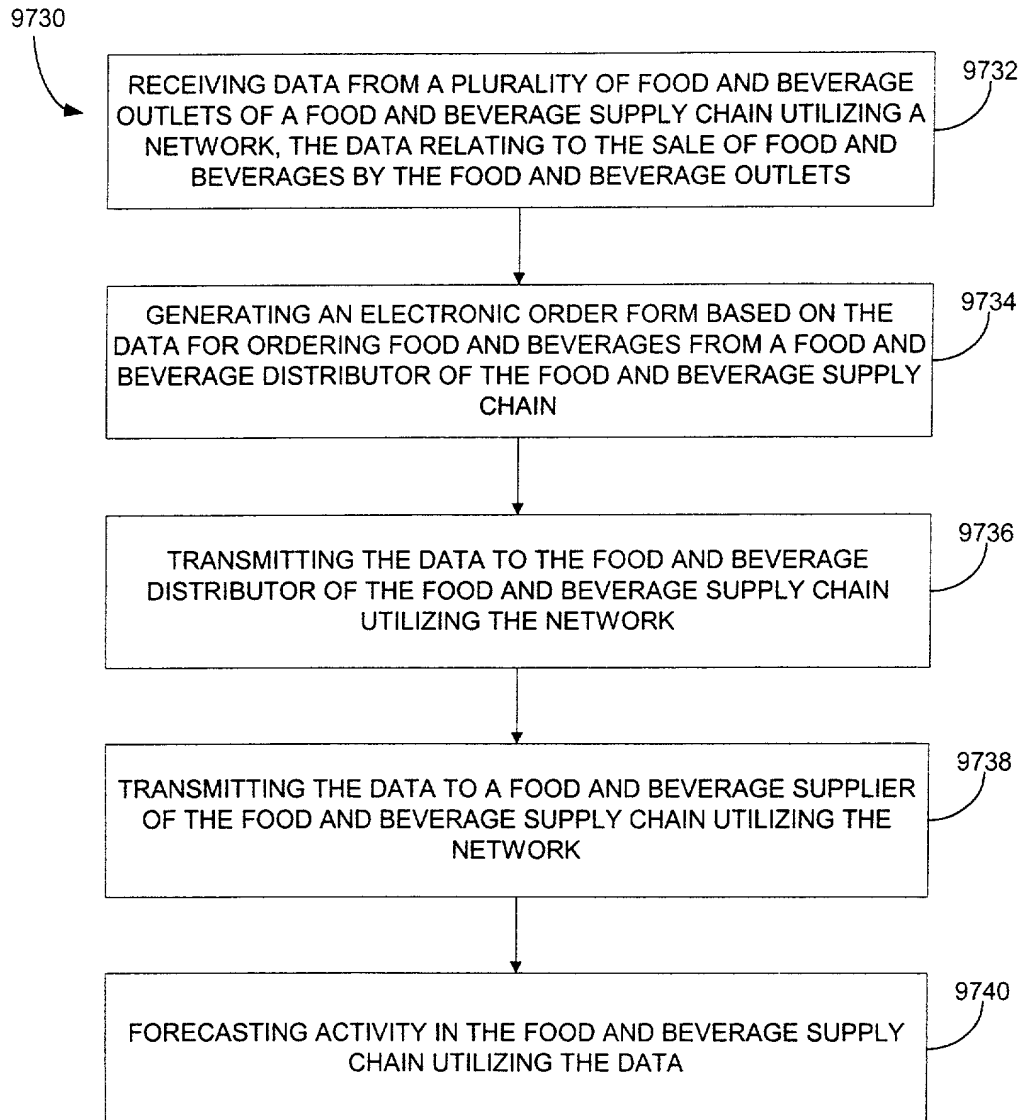 9730
9732
RECEIVING DATA FROM A PLURALITY OF FOOD AND BEVERAGE
OUTLETS OF A FOOD AND BEVERAGE SUPPLY CHAIN UTILIZING A
NETWORK, THE DATA RELATING TO THE SALE OF FOOD AND
BEVERAGES BY THE FOOD AND BEVERAGE OUTLETS
9734
GENERATING AN ELECTRONIC ORDER FORM BASED ON THE
DATA FOR ORDERING FOOD AND BEVERAGES FROM A FOOD AND
BEVERAGE DISTRIBUTOR OF THE FOOD AND BEVERAGE SUPPLY
CHAIN
9736
TRANSMITTING THE DATA TO THE FOOD AND BEVERAGE
DISTRIBUTOR OF THE FOOD AND BEVERAGE SUPPLY CHAIN
UTILIZING THE NETWORK
9738
TRANSMITTING THE DATA TO A FOOD AND BEVERAGE SUPPLIER
OF THE FOOD AND BEVERAGE SUPPLY CHAIN UTILIZING THE
NETWORK
9740
FORECASTING ACTIVITY IN THE FOOD AND BEVERAGE SUPPLY
CHAIN UTILIZING THE DATA